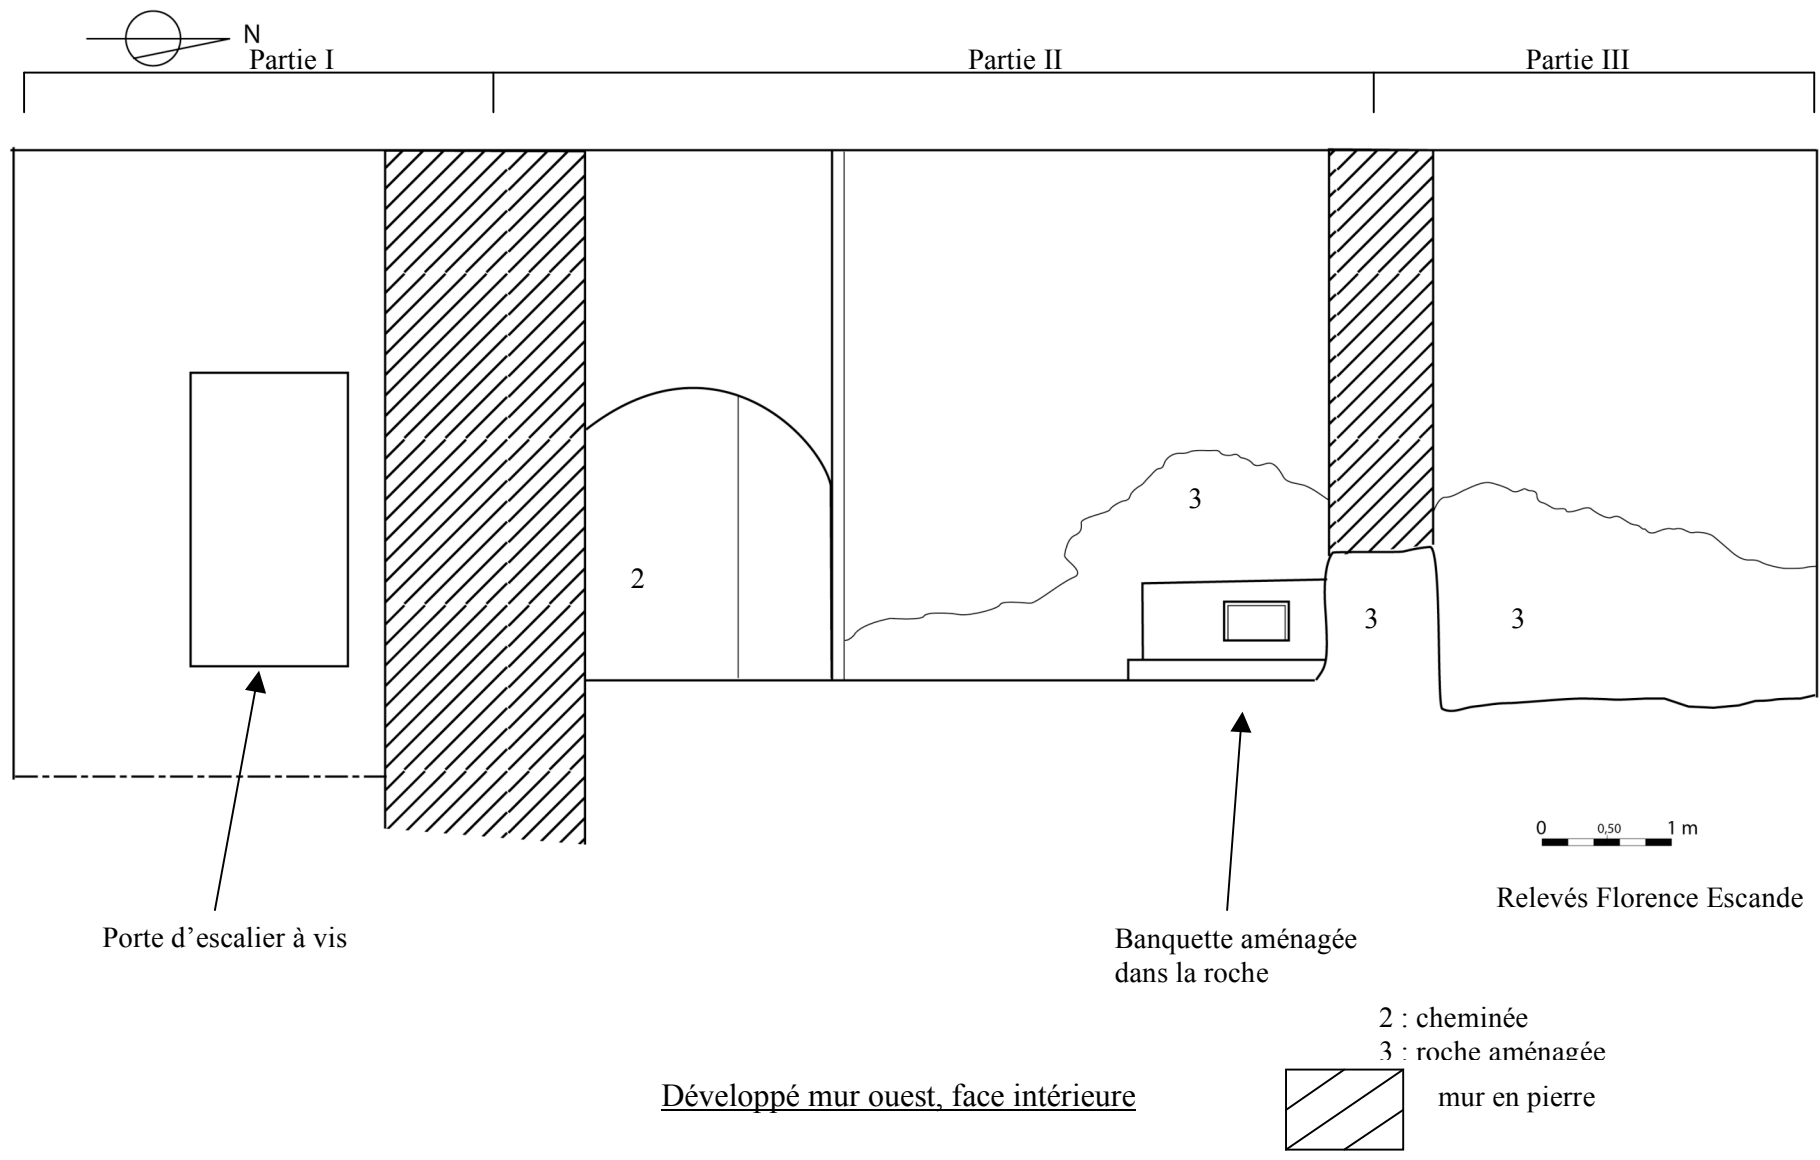 N
Partie I
Partie II
Partie III
3
2
3
3
0 0,50 1 m
Relevés Florence Escande
Porte d’escalier à vis
Banquette aménagée
dans la roche
2 : cheminée
3 : roche aménagée
Développé mur ouest, face intérieure
mur en pierre